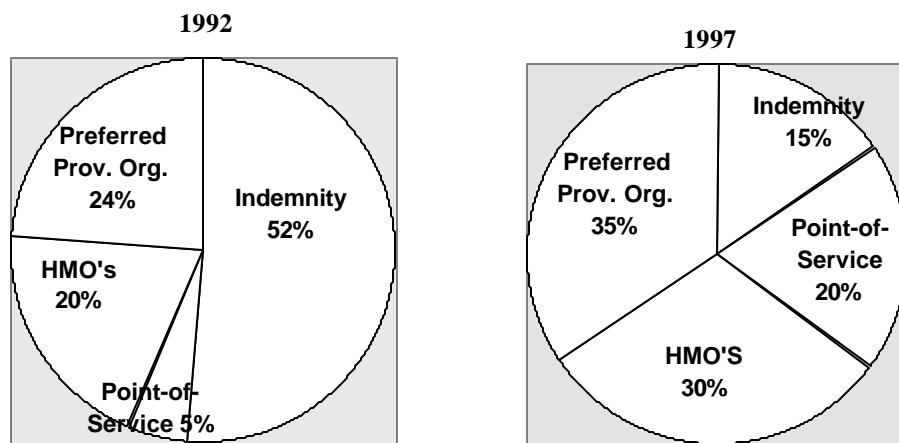 1992
Preferred
Prov. Org.
24%
Indemnity
52%
HMO's
20%
Point-of-
Service 5%
1997
Indemnity
15%
Preferred
Prov. Org.
35%
Point-of-
Service
20%
HMO'S
30%